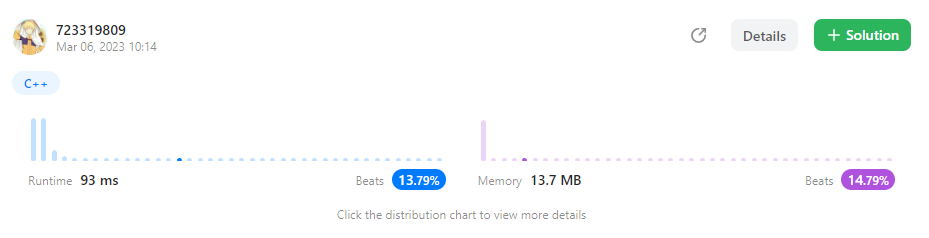 723319809
Mar 06, 2023 10:14
Details
+ Solution
C++
Runtime 93 ms Beats 13.79%
Memory 13.7 MB Beats 14.79%
Click the distribution chart to view more details